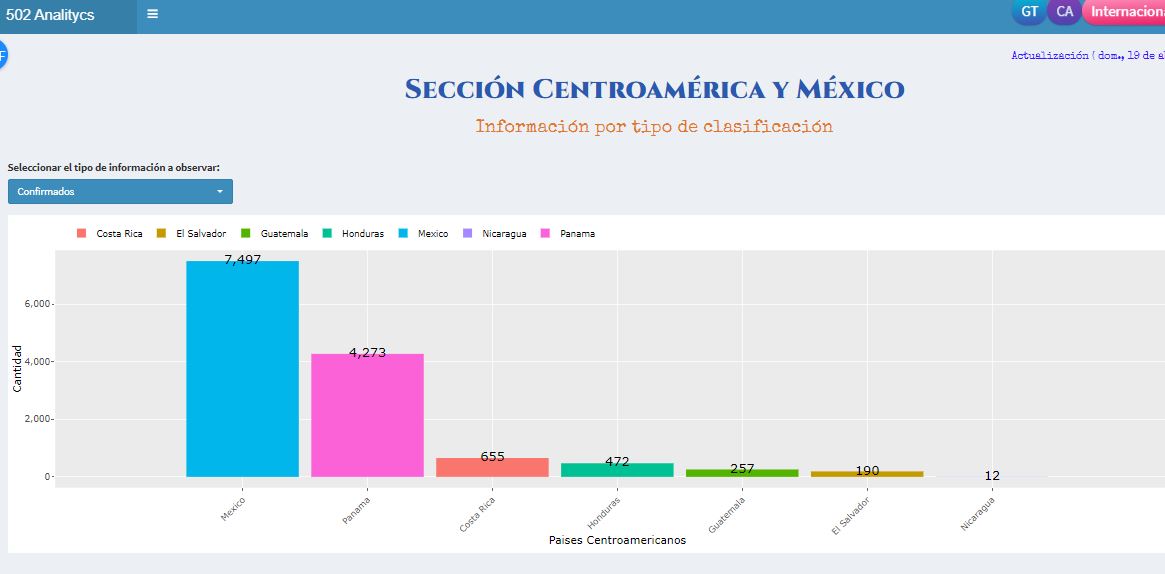 502 Analitycs
GT CA Internaciona
F
Actualización ( dom., 19 de a
Sección Centroamérica y México
Información por tipo de clasificación
Seleccionar el tipo de información a observar:
Confirmados
Costa Rica El Salvador Guatemala Honduras Mexico Nicaragua Panama
7,497
6,000
4,273
4,000
2,000
655
472
257
190
12
0
Cantidad
Mexico
Panama
Costa Rica
Honduras
Guatemala
El Salvador
Nicaragua
Paises Centroamericanos